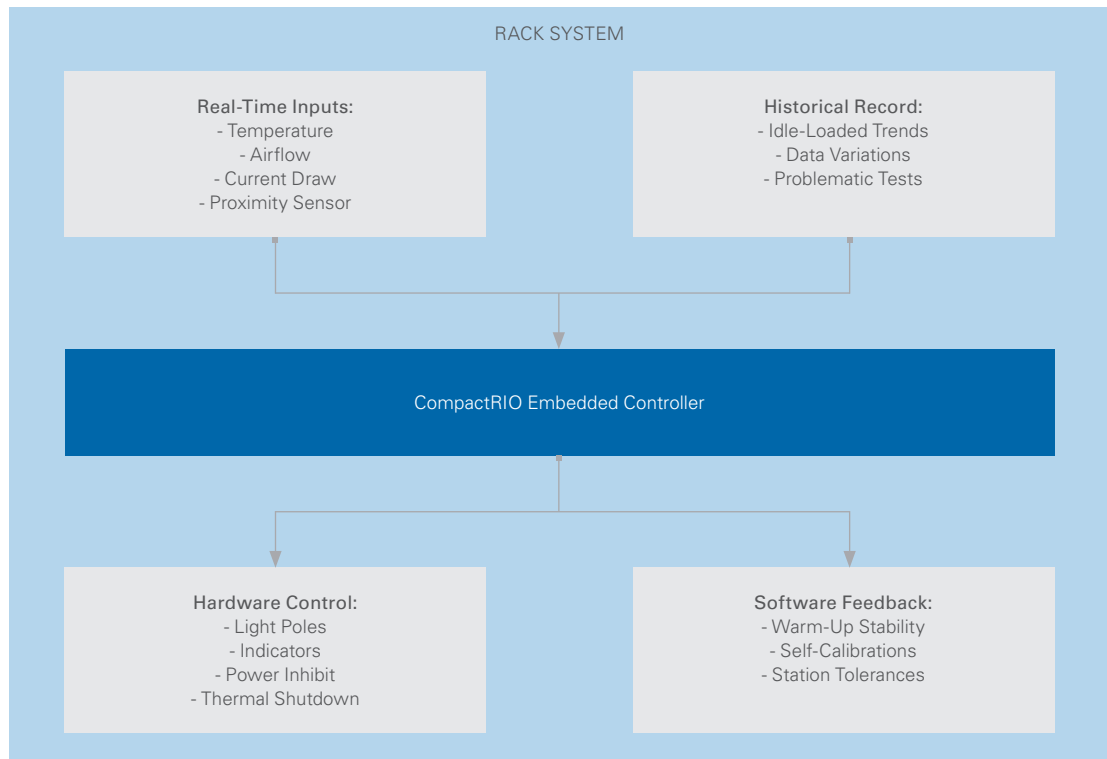 RACK SYSTEM
Real-Time Inputs:
- Temperature
- Airflow
- Current Draw
- Proximity Sensor
Historical Record:
- Idle-Loaded Trends
- Data Variations
- Problematic Tests
CompactRIO Embedded Controller
Hardware Control:
- Light Poles
- Indicators
- Power Inhibit
- Thermal Shutdown
Software Feedback:
- Warm-Up Stability
- Self-Calibrations
- Station Tolerances